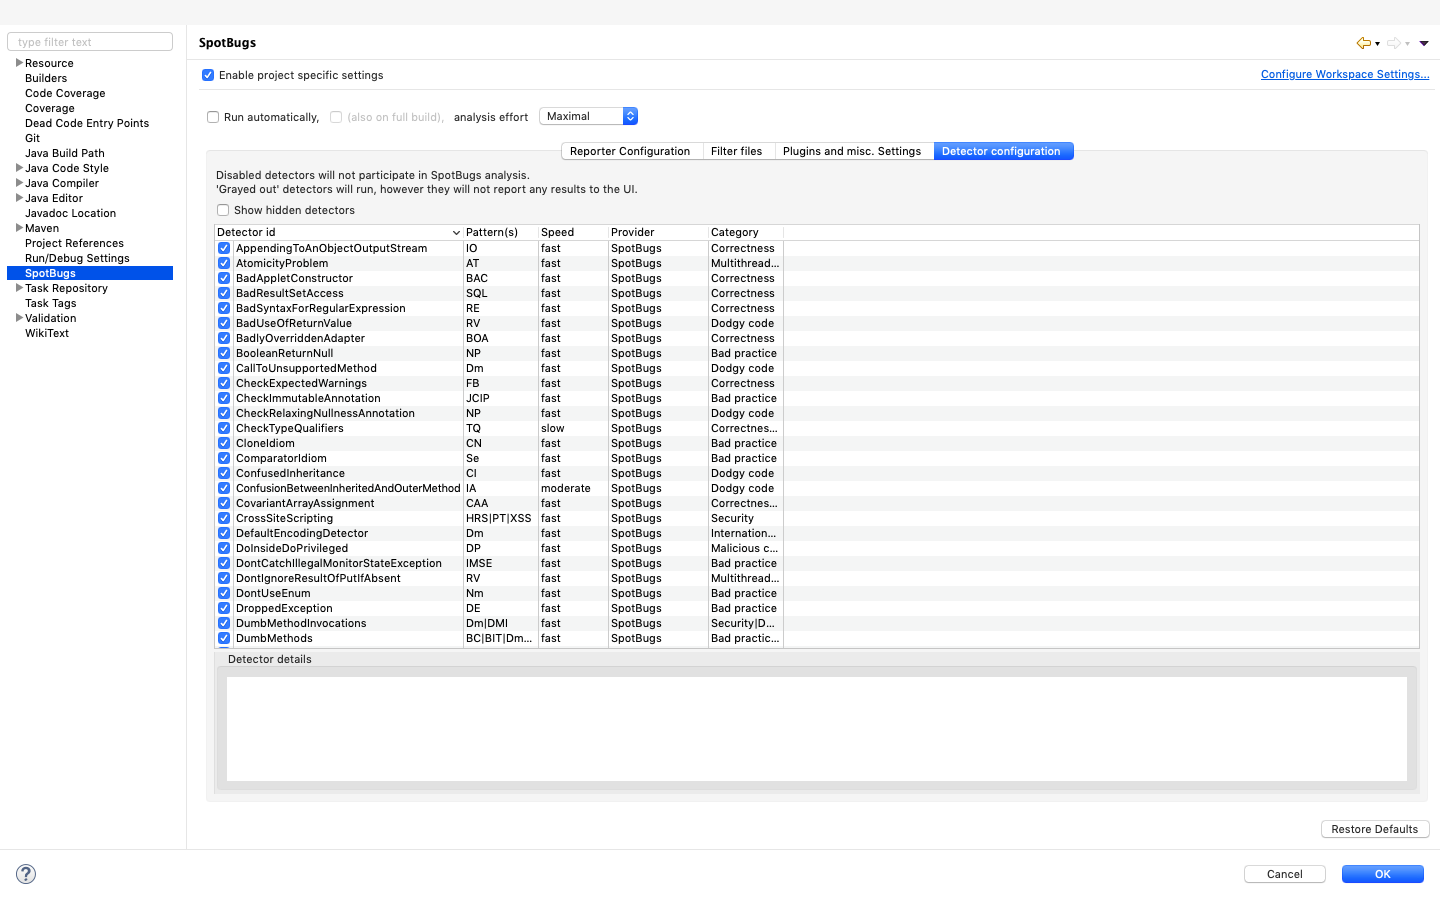 type filter text
Resource
Builders
Code Coverage
Coverage
Dead Code Entry Points
Git
Java Build Path
Java Code Style
Java Compiler
Java Editor
Javadoc Location
Maven
Project References
Run/Debug Settings
SpotBugs
Task Repository
Task Tags
Validation
WikiText
SpotBugs
Enable project specific settings
Configure Workspace Settings...
Run automatically, (also on full build), analysis effort Maximal
Reporter Configuration Filter files Plugins and misc. Settings Detector configuration
Disabled detectors will not participate in SpotBugs analysis.
'Grayed out' detectors will run, however they will not report any results to the UI.
Show hidden detectors
Detector id Pattern(s) Speed Provider Category
AppendingToAnObjectOutputStream IO fast SpotBugs Correctness
AtomicityProblem AT fast SpotBugs Multithread...
BadAppletConstructor BAC fast SpotBugs Correctness
BadResultSetAccess SQL fast SpotBugs Correctness
BadSyntaxForRegularExpression RE fast SpotBugs Correctness
BadUseOfReturnValue RV fast SpotBugs Dodgy code
BadlyOverriddenAdapter BOA fast SpotBugs Correctness
BooleanReturnNull NP fast SpotBugs Bad practice
CallToUnsupportedMethod Dm fast SpotBugs Dodgy code
CheckExpectedWarnings FB fast SpotBugs Correctness
CheckImmutableAnnotation JCIP fast SpotBugs Bad practice
CheckRelaxingNullnessAnnotation NP fast SpotBugs Dodgy code
CheckTypeQualifiers TQ slow SpotBugs Correctnes...
CloneIdiom CN fast SpotBugs Bad practice
ComparatorIdiom Se fast SpotBugs Bad practice
ConfusedInheritance CI fast SpotBugs Dodgy code
ConfusionBetweenInheritedAndOuterMethod IA moderate SpotBugs Dodgy code
CovariantArrayAssignment CAA fast SpotBugs Correctnes...
CrossSiteScripting HRS|PT|XSS fast SpotBugs Security
DefaultEncodingDetector Dm fast SpotBugs Internation...
DoInsideDoPrivileged DP fast SpotBugs Malicious c...
DontCatchIllegalMonitorStateException IMSE fast SpotBugs Bad practice
DontIgnoreResultOfPutIfAbsent RV fast SpotBugs Multithread...
DontUseEnum Nm fast SpotBugs Bad practice
DroppedException DE fast SpotBugs Bad practice
DumbMethodInvocations Dm|DMI fast SpotBugs Security|D...
DumbMethods BC|BIT|Dm... fast SpotBugs Bad practic...
Detector details
Restore Defaults
? Cancel OK